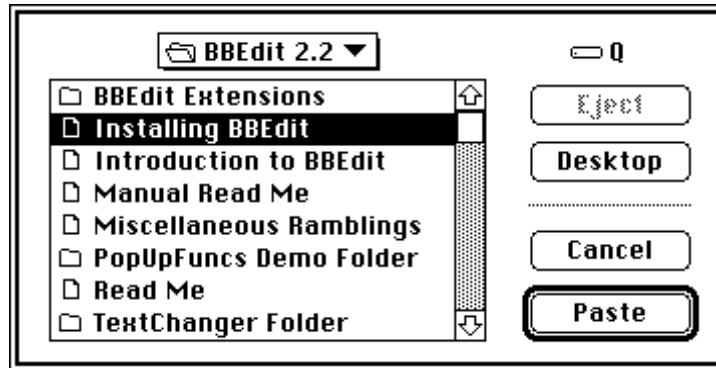 BBEdit 2.2
Q
BBEdit Extensions
Eject
Installing BBEdit
Introduction to BBEdit
Desktop
Manual Read Me
Miscellaneous Ramblings
PopUpFuncs Demo Folder
Cancel
Read Me
Paste
TextChanger Folder